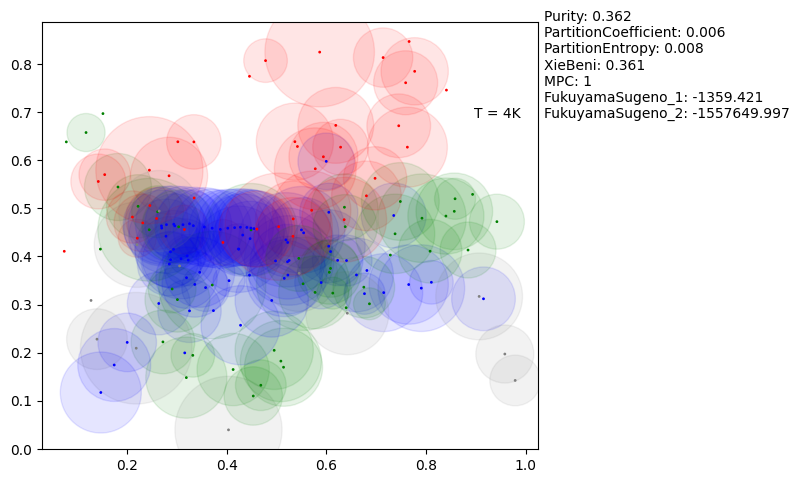 Purity: 0.362
PartitionCoefficient: 0.006
PartitionEntropy: 0.008
XieBeni: 0.361
MPC: 1
FukuyamaSugeno_1: -1359.421
FukuyamaSugeno_2: -1557649.997
T = 4K
0.8
0.7
0.6
0.5
0.4
0.3
0.2
0.1
0.0
0.2 0.4 0.6 0.8 1.0